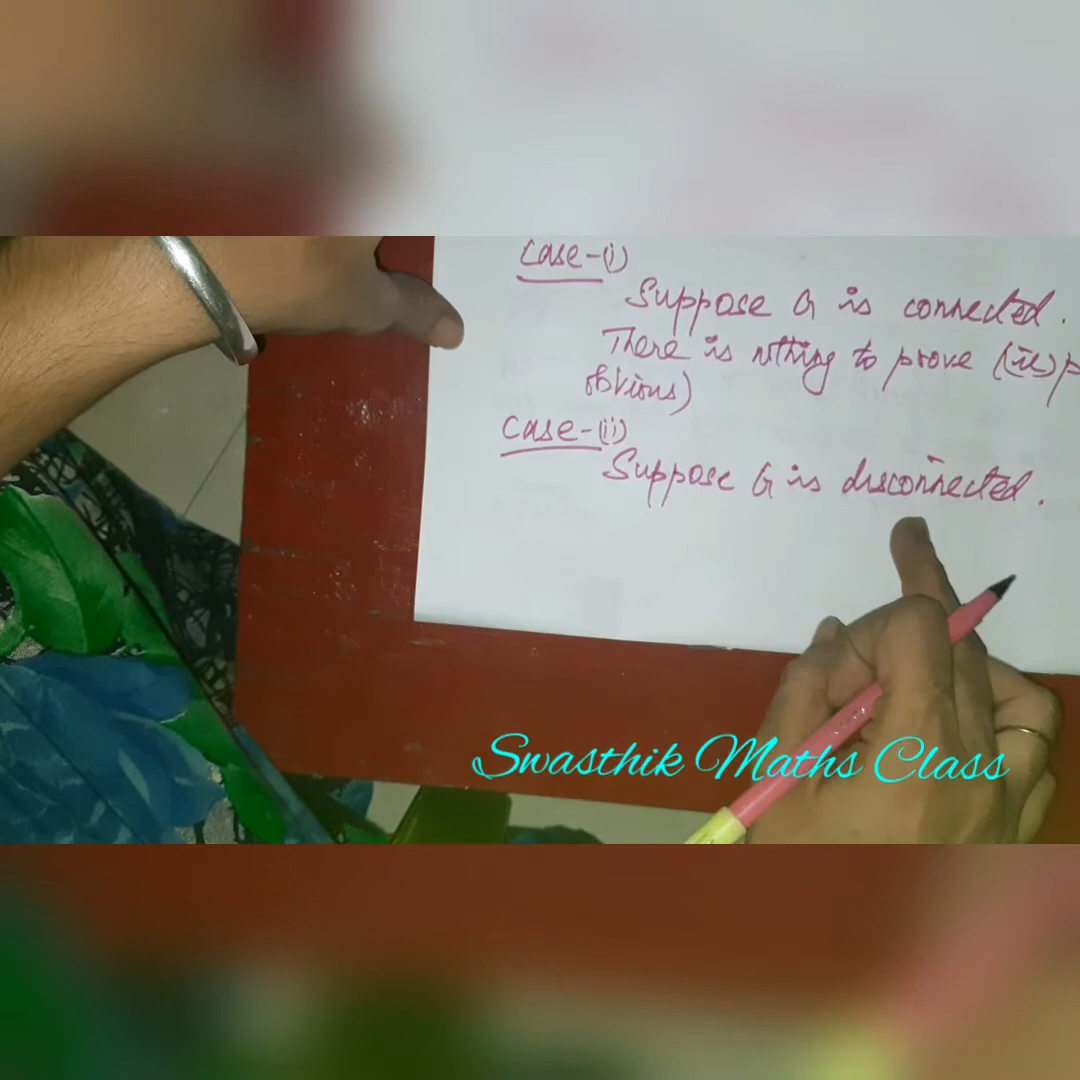 Case-(i)
Suppose G is connected.
There is nothing to prove (ie) p
obvious)
Case-(ii)
Suppose G is disconnected.
Swasthik Maths Class